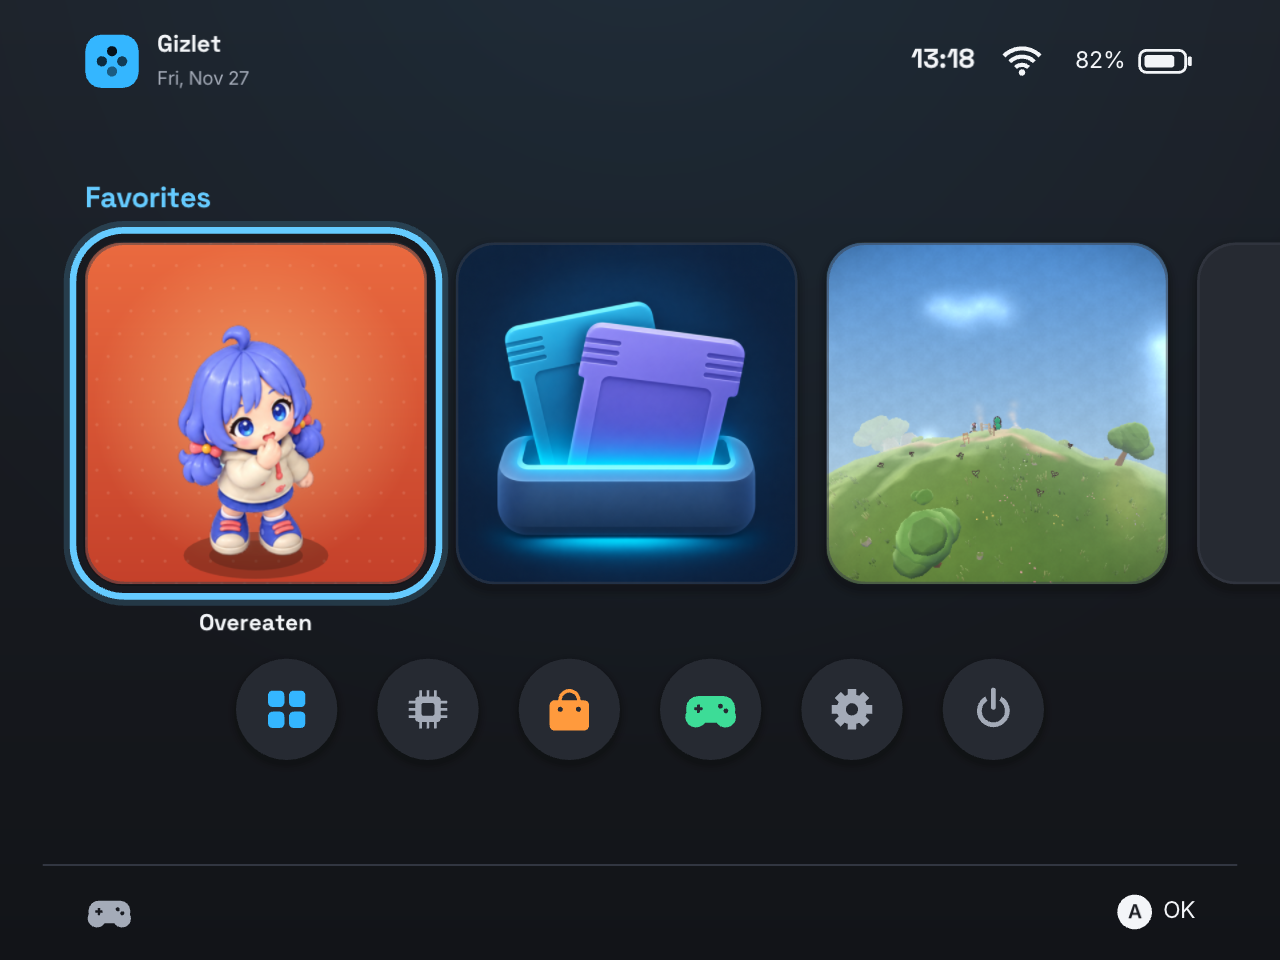 Gizlet
Fri, Nov 27
13:18
82%
Favorites
Overeaten
A OK